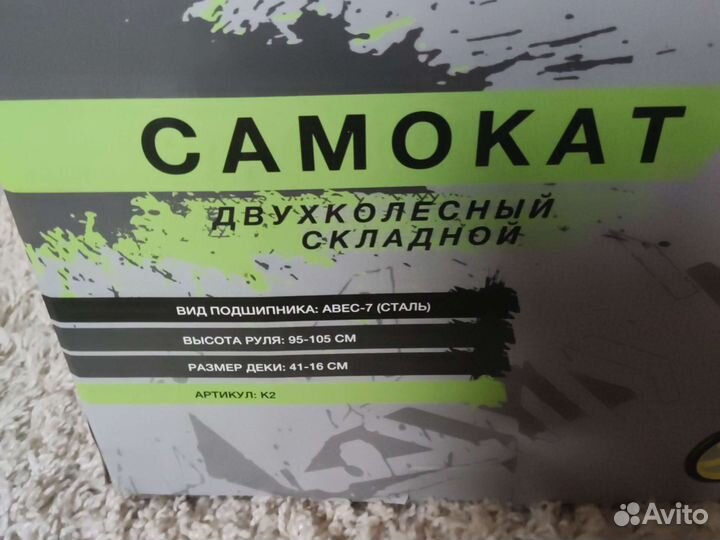 САМОКАТ
ДВУХКОЛЕСНЫЙ
СКЛАДНОЙ
ВИД ПОДШИПНИКА: ABEC-7 (СТАЛЬ)
ВЫСОТА РУЛЯ: 95-105 СМ
РАЗМЕР ДЕКИ: 41-16 СМ
АРТИКУЛ: К2
Avito